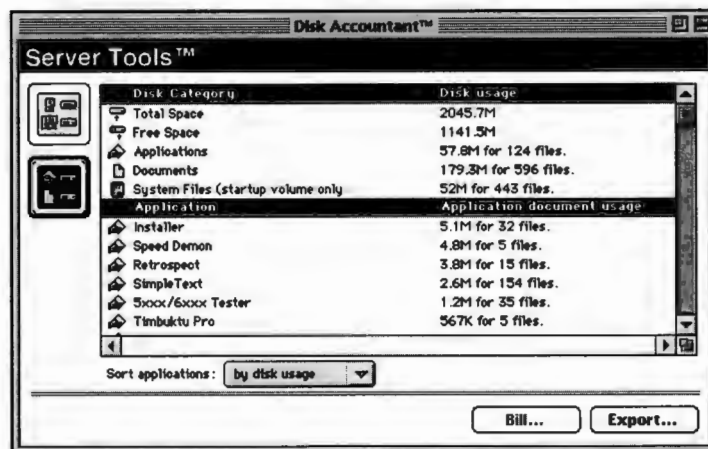 Disk Accountant™
Server Tools™
Disk Category Disk usage
Total Space 2045.7M
Free Space 1141.5M
Applications 57.8M for 124 files.
Documents 179.3M for 596 files.
System Files (startup volume only 52M for 443 files.
Application Application document usage
Installer 5.1M for 32 files.
Speed Demon 4.8M for 5 files.
Retrospect 3.8M for 15 files.
SimpleText 2.6M for 154 files.
5xxx/6xxx Tester 1.2M for 35 files.
Timbuktu Pro 567K for 5 files.
Sort applications: by disk usage
Bill... Export...